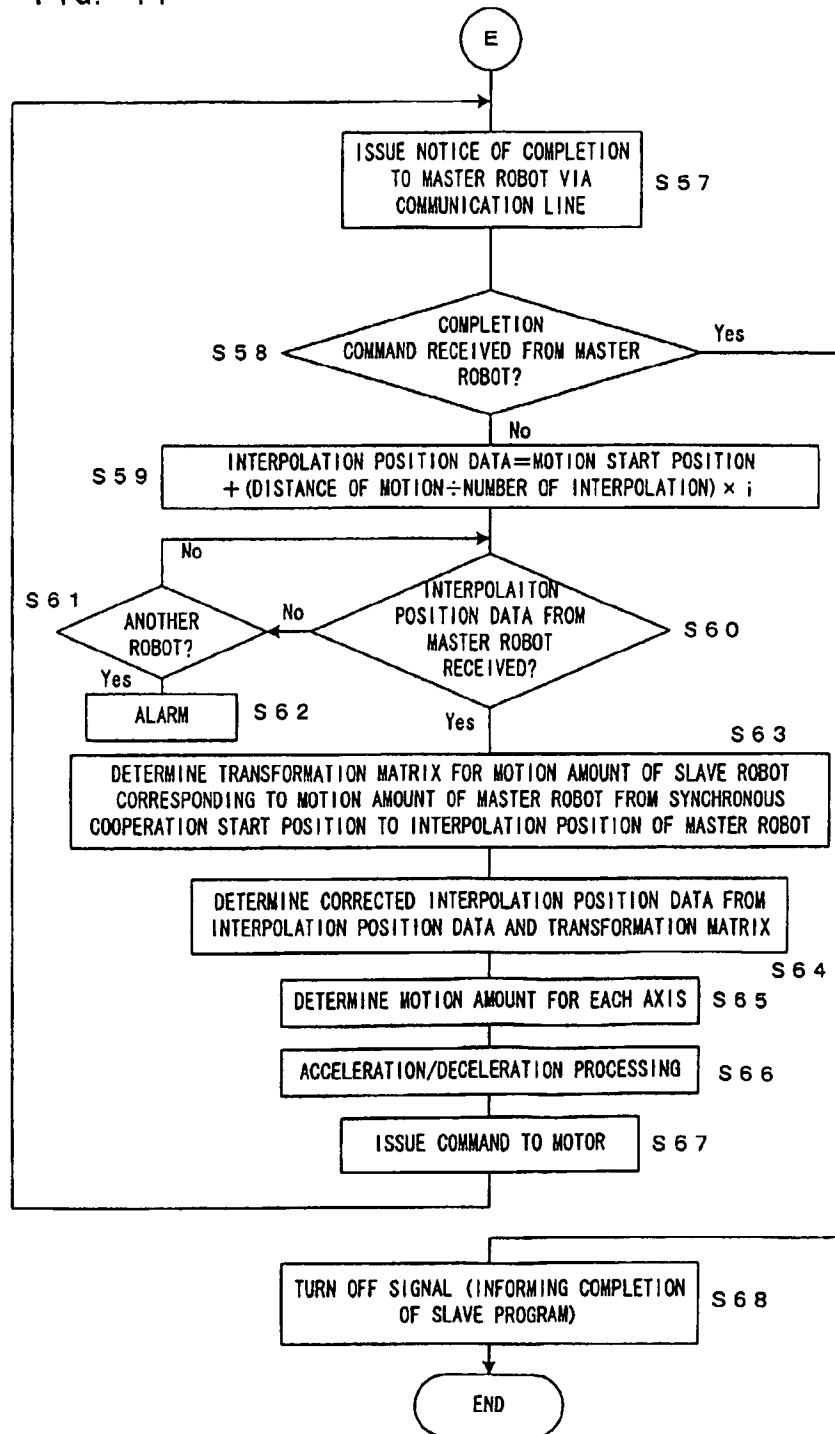 E
ISSUE NOTICE OF COMPLETION
TO MASTER ROBOT VIA
COMMUNICATION LINE
S57
COMPLETION
COMMAND RECEIVED FROM MASTER
ROBOT?
S58
Yes
No
INTERPOLATION POSITION DATA=MOTION START POSITION
+(DISTANCE OF MOTION÷NUMBER OF INTERPOLATION)× i
S59
No
S61
ANOTHER
ROBOT?
No
INTERPOLAITON
POSITION DATA FROM
MASTER ROBOT
RECEIVED?
S60
Yes
ALARM
S62
Yes
S63
DETERMINE TRANSFORMATION MATRIX FOR MOTION AMOUNT OF SLAVE ROBOT
CORRESPONDING TO MOTION AMOUNT OF MASTER ROBOT FROM SYNCHRONOUS
COOPERATION START POSITION TO INTERPOLATION POSITION OF MASTER ROBOT
DETERMINE CORRECTED INTERPOLATION POSITION DATA FROM
INTERPOLATION POSITION DATA AND TRANSFORMATION MATRIX
S64
DETERMINE MOTION AMOUNT FOR EACH AXIS
S65
ACCELERATION/DECELERATION PROCESSING
S66
ISSUE COMMAND TO MOTOR
S67
TURN OFF SIGNAL (INFORMING COMPLETION
OF SLAVE PROGRAM)
S68
END